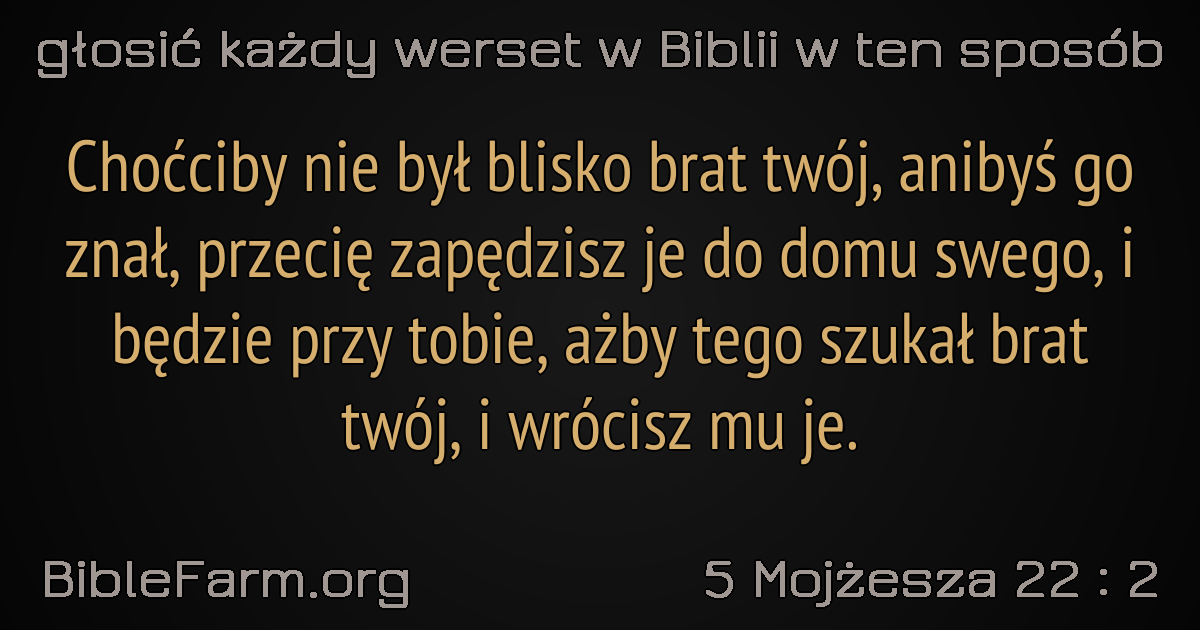 głosić każdy werset w Biblii w ten sposób
Choćciby nie był blisko brat twój, anibyś go
znał, przecię zapędzisz je do domu swego, i
będzie przy tobie, ażby tego szukał brat
twój, i wrócisz mu je.
BibleFarm.org
5 Mojżesza 22 : 2